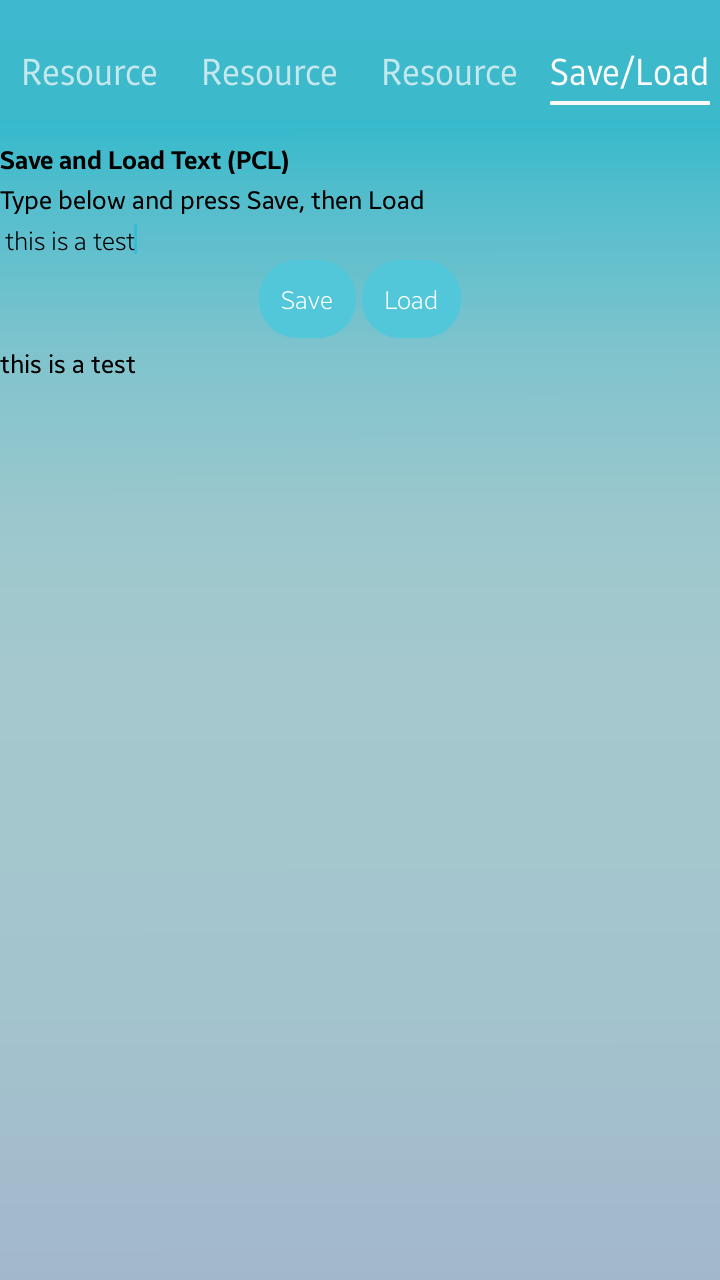 Resource Resource Resource Save/Load
Save and Load Text (PCL)
Type below and press Save, then Load
this is a test
Save Load
this is a test